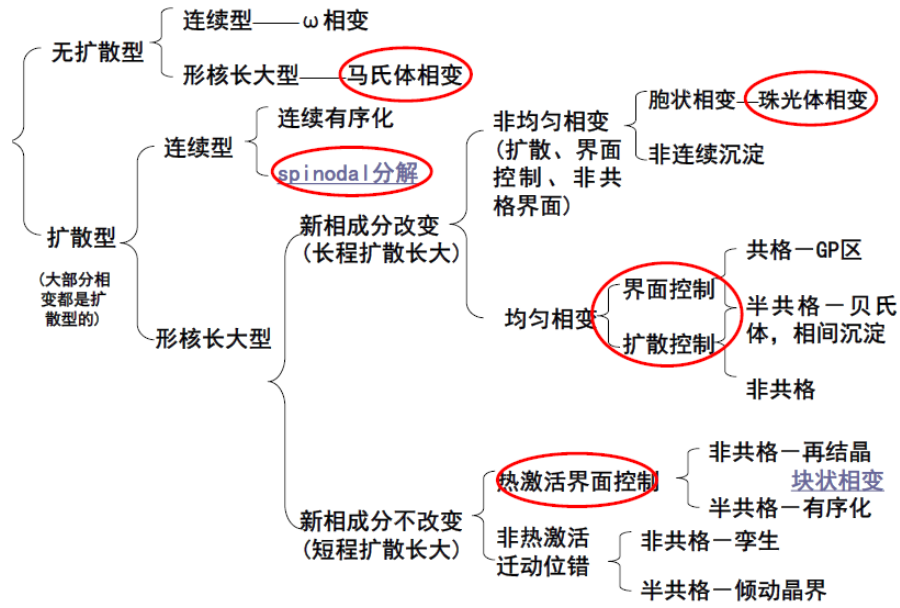 无扩散型
连续型——ω相变
形核长大型——马氏体相变
扩散型
(大部分相
变都是扩
散型的)
连续型
连续有序化
spinodal分解
形核长大型
新相成分改变
(长程扩散长大)
非均匀相变
(扩散、界面
控制、非共
格界面)
胞状相变—珠光体相变
非连续沉淀
均匀相变
界面控制
扩散控制
共格—GP区
半共格—贝氏
体，相间沉淀
非共格
新相成分不改变
(短程扩散长大)
热激活界面控制
非共格—再结晶
块状相变
半共格—有序化
非热激活
迁动位错
非共格—孪生
半共格—倾动晶界